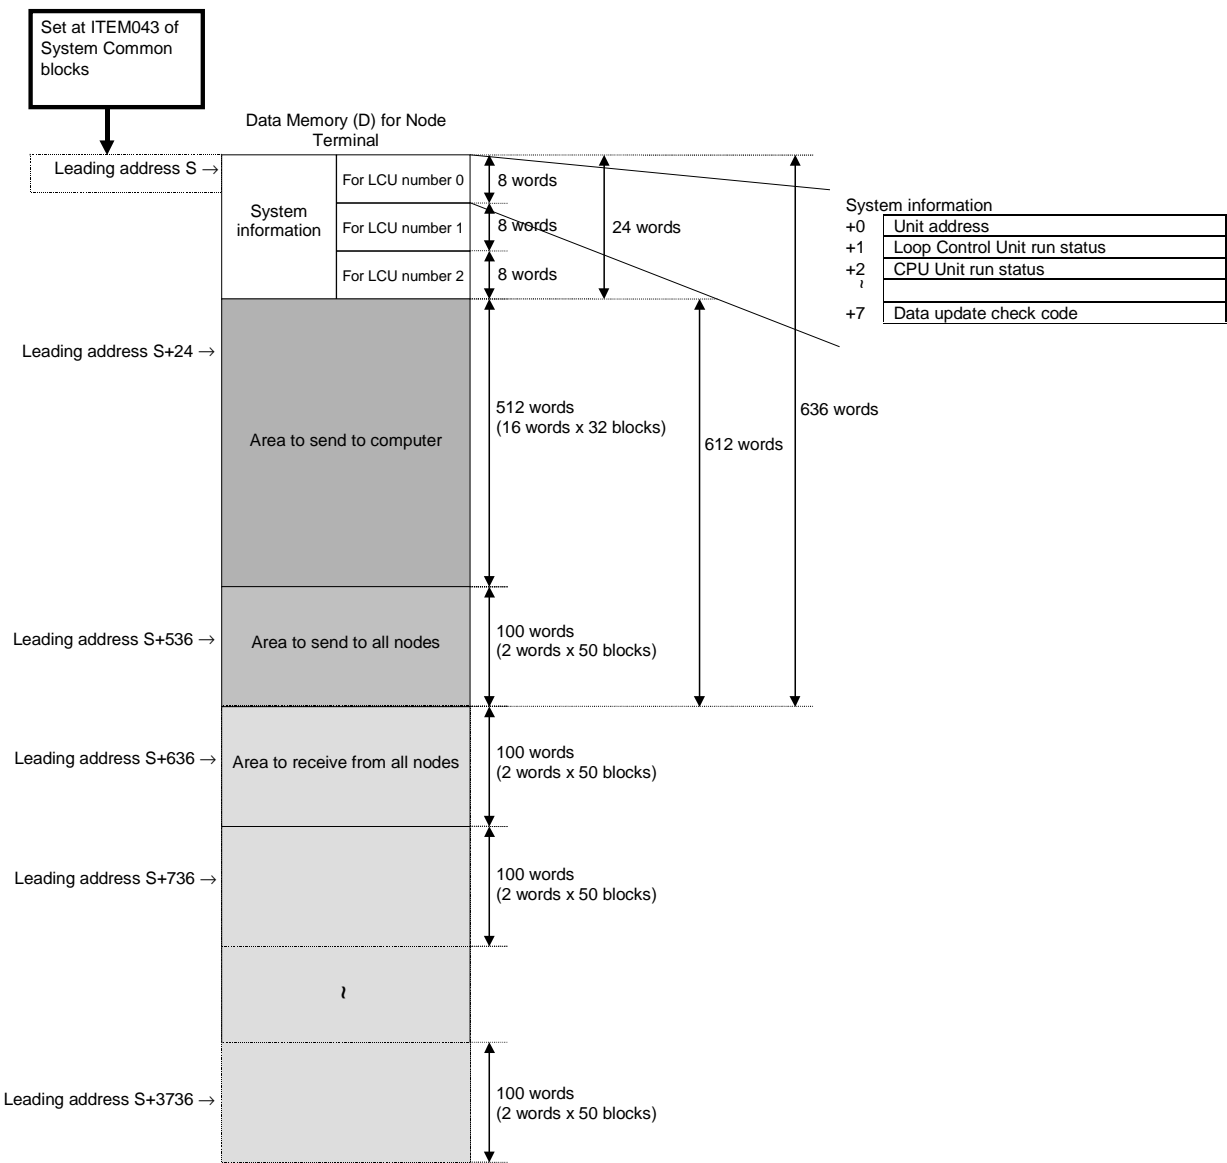 Set at ITEM043 of
System Common
blocks
Data Memory (D) for Node
Terminal
Leading address S →
System
information
For LCU number 0
8 words
For LCU number 1
8 words
For LCU number 2
8 words
24 words
636 words
System information
+0 Unit address
+1 Loop Control Unit run status
+2 CPU Unit run status
~
+7 Data update check code
Leading address S+24 →
Area to send to computer
512 words
(16 words x 32 blocks)
612 words
Leading address S+536 →
Area to send to all nodes
100 words
(2 words x 50 blocks)
Leading address S+636 →
Area to receive from all nodes
100 words
(2 words x 50 blocks)
Leading address S+736 →
100 words
(2 words x 50 blocks)
~
Leading address S+3736 →
100 words
(2 words x 50 blocks)